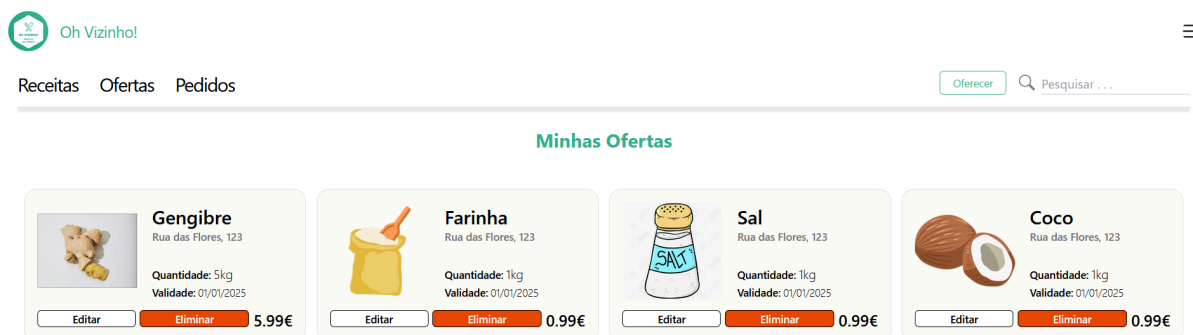 Oh Vizinho!
Receitas Ofertas Pedidos
Oferecer
Pesquisar . . .
Minhas Ofertas
Gengibre
Rua das Flores, 123
Quantidade: 5kg
Validade: 01/01/2025
Editar Eliminar 5.99€
Farinha
Rua das Flores, 123
Quantidade: 1kg
Validade: 01/01/2025
Editar Eliminar 0.99€
SALT
Sal
Rua das Flores, 123
Quantidade: 1kg
Validade: 01/01/2025
Editar Eliminar 0.99€
Coco
Rua das Flores, 123
Quantidade: 1kg
Validade: 01/01/2025
Editar Eliminar 0.99€